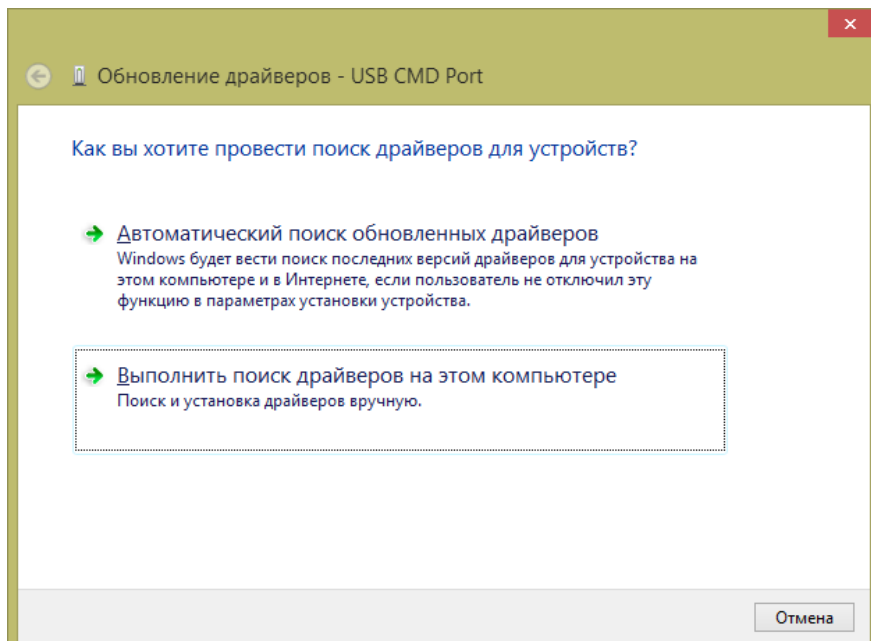 Обновление драйверов - USB CMD Port
Как вы хотите провести поиск драйверов для устройств?
Автоматический поиск обновленных драйверов
Windows будет вести поиск последних версий драйверов для устройства на
этом компьютере и в Интернете, если пользователь не отключил эту
функцию в параметрах установки устройства.
Выполнить поиск драйверов на этом компьютере
Поиск и установка драйверов вручную.
Отмена